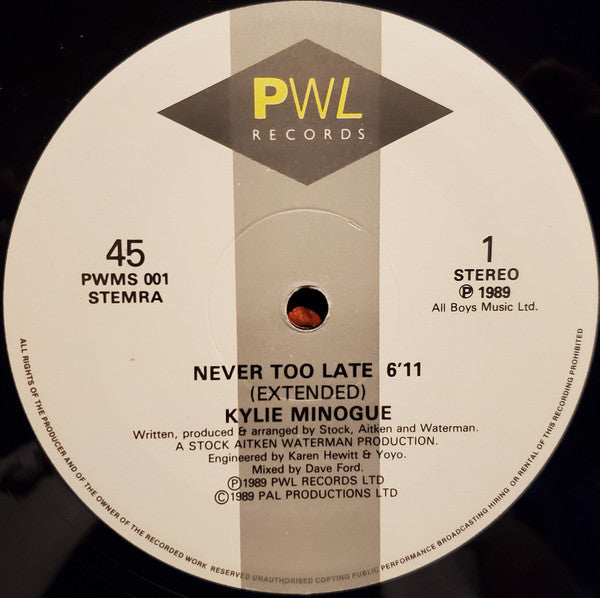 PWL
RECORDS
45
PWMS 001
STEMRA
1
STEREO
Ⓟ 1989
All Boys Music Ltd.
NEVER TOO LATE 6'11
(EXTENDED)
KYLIE MINOGUE
Written, produced & arranged by Stock, Aitken and Waterman.
A STOCK AITKEN WATERMAN PRODUCTION.
Engineered by Karen Hewitt & Yoyo.
Mixed by Dave Ford.
Ⓟ1989 PWL RECORDS LTD
©1989 PAL PRODUCTIONS LTD
ALL RIGHTS OF THE PRODUCER AND OF THE OWNER OF THE RECORDED WORK RESERVED UNAUTHORISED COPYING PUBLIC PERFORMANCE BROADCASTING HIRING OR RENTAL OF THIS RECORDING PROHIBITED